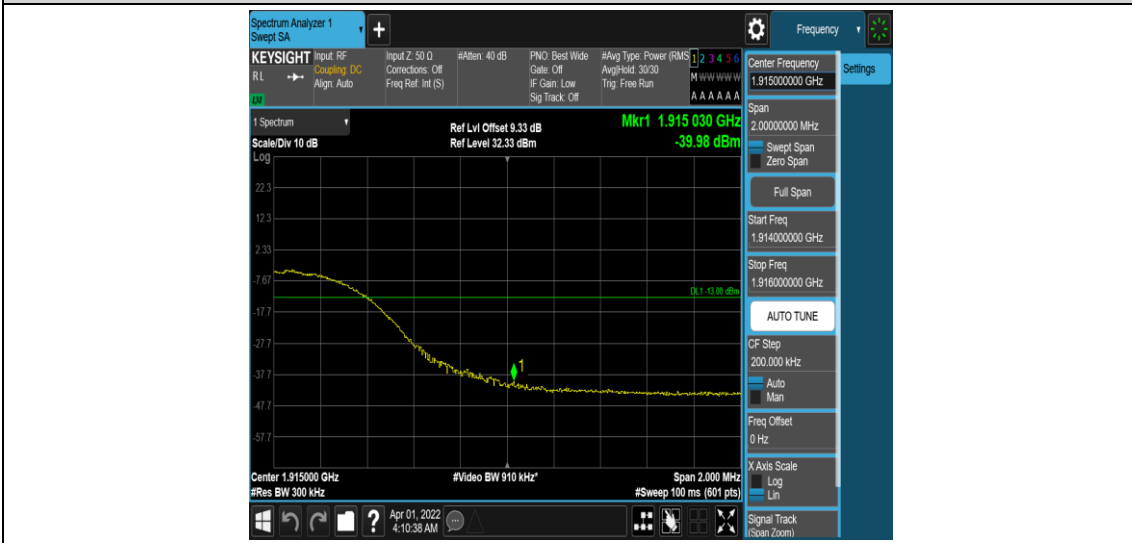 Spectrum Analyzer 1
Swept SA
+
Frequency
KEYSIGHT
RL
LXI
Input: RF
Coupling: DC
Align: Auto
Input Z: 50 Ω
Corrections: Off
Freq Ref: Int (S)
#Atten: 40 dB
PNO: Best Wide
Gate: Off
IF Gain: Low
Sig Track: Off
#Avg Type: Power (RMS
Avg|Hold: 30/30
Trig: Free Run
1 2 3 4 5 6
M W W W W W
A A A A A A
1 Spectrum
Scale/Div 10 dB
Log
Ref Lvl Offset 9.33 dB
Ref Level 32.33 dBm
Mkr1 1.915 030 GHz
-39.98 dBm
22.3
12.3
2.33
-7.67
DL1 -13.00 dBm
-17.7
-27.7
-37.7
1
-47.7
-57.7
Center 1.915000 GHz
#Res BW 300 kHz
#Video BW 910 kHz*
Span 2.000 MHz
#Sweep 100 ms (601 pts)
?
Apr 01, 2022
4:10:38 AM
Center Frequency
1.915000000 GHz
Settings
Span
2.00000000 MHz
Swept Span
Zero Span
Full Span
Start Freq
1.914000000 GHz
Stop Freq
1.916000000 GHz
AUTO TUNE
CF Step
200.000 kHz
Auto
Man
Freq Offset
0 Hz
X Axis Scale
Log
Lin
Signal Track
(Span Zoom)